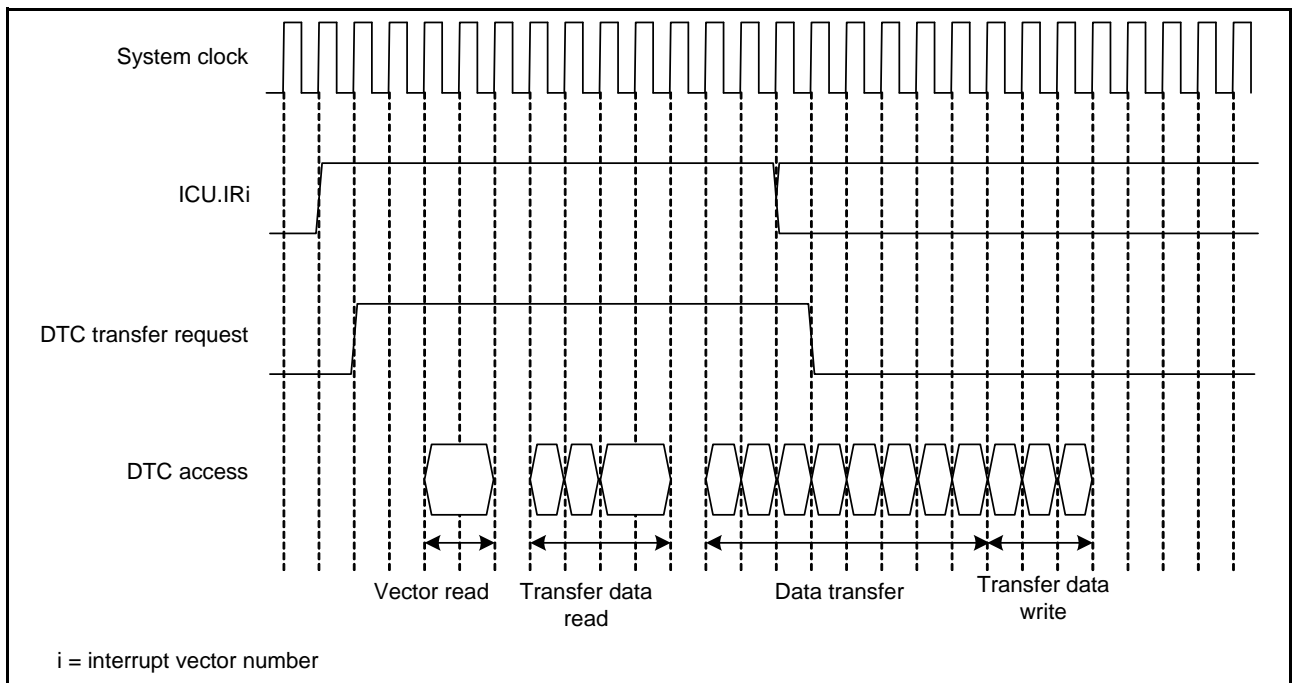 System clock
ICU.IRi
DTC transfer request
DTC access
Vector read
Transfer data
read
Data transfer
Transfer data
write
i = interrupt vector number